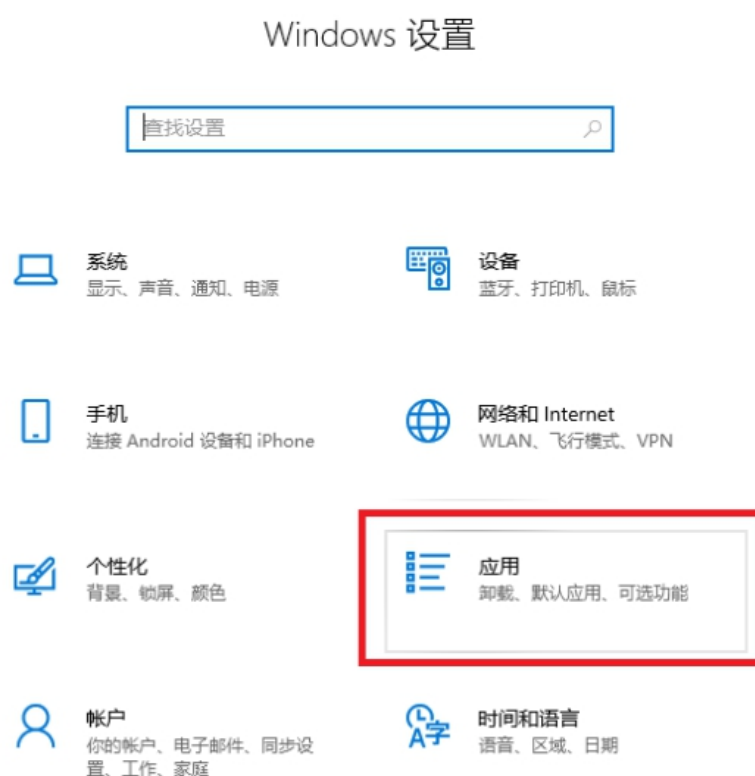 Windows 设置
查找设置
系统
显示、声音、通知、电源
设备
蓝牙、打印机、鼠标
手机
连接 Android 设备和 iPhone
网络和 Internet
WLAN、飞行模式、VPN
个性化
背景、锁屏、颜色
应用
卸载、默认应用、可选功能
帐户
你的帐户、电子邮件、同步设
置、工作、家庭
时间和语言
语音、区域、日期